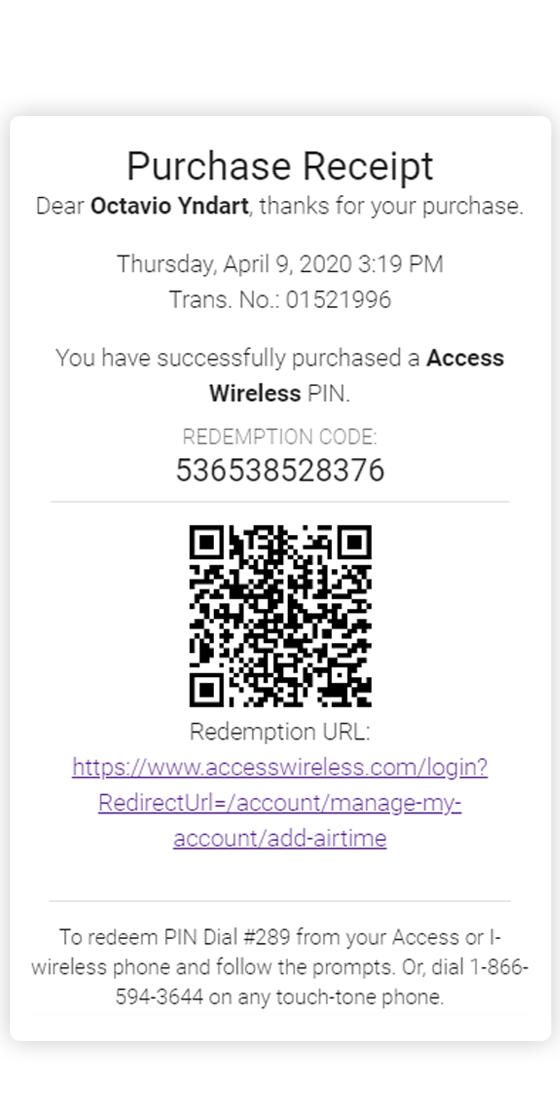 Purchase Receipt
Dear Octavio Yndart, thanks for your purchase.
Thursday, April 9, 2020 3:19 PM
Trans. No.: 01521996
You have successfully purchased a Access
Wireless PIN.
REDEMPTION CODE:
536538528376
Redemption URL:
https://www.accesswireless.com/login?
RedirectUrl=/account/manage-my-
account/add-airtime
To redeem PIN Dial #289 from your Access or I-
wireless phone and follow the prompts. Or, dial 1-866-
594-3644 on any touch-tone phone.